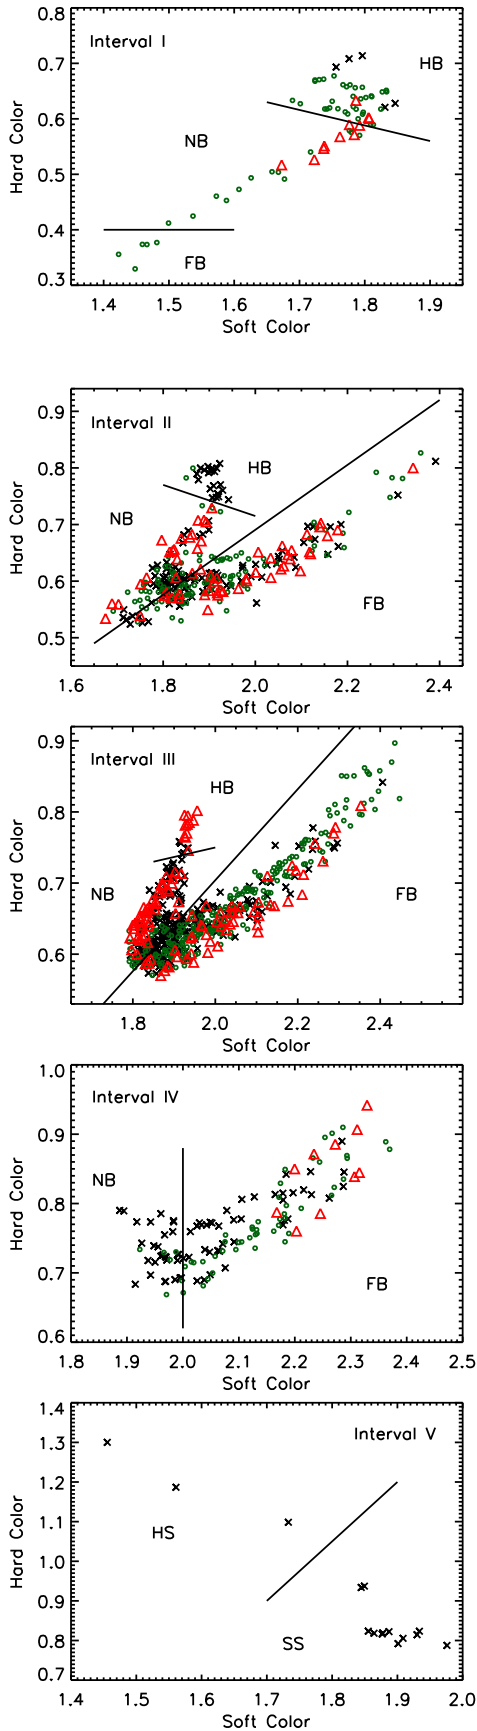 0.8
Interval I
HB
0.7
0.6
NB
0.5
0.4
FB
0.3
Hard Color
1.4 1.5 1.6 1.7 1.8 1.9
Soft Color
0.9
Interval II
HB
0.8
NB
0.7
0.6
FB
0.5
Hard Color
1.6 1.8 2.0 2.2 2.4
Soft Color
0.9
Interval III
HB
0.8
NB
FB
0.7
0.6
Hard Color
1.8 2.0 2.2 2.4
Soft Color
1.0
Interval IV
0.9
NB
0.8
0.7
FB
0.6
Hard Color
1.8 1.9 2.0 2.1 2.2 2.3 2.4 2.5
Soft Color
1.4
Interval V
1.3
1.2
1.1
HS
1.0
0.9
0.8
SS
0.7
Hard Color
1.4 1.5 1.6 1.7 1.8 1.9 2.0
Soft Color